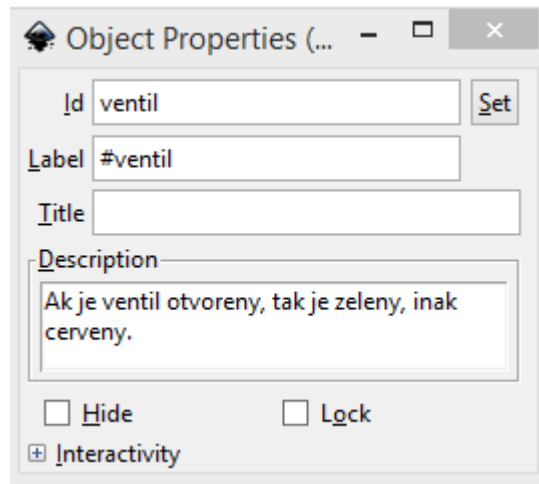 Object Properties (...
Id ventil Set
Label #ventil
Title
Description
Ak je ventil otvoreny, tak je zeleny, inak
cerveny.
Hide Lock
Interactivity